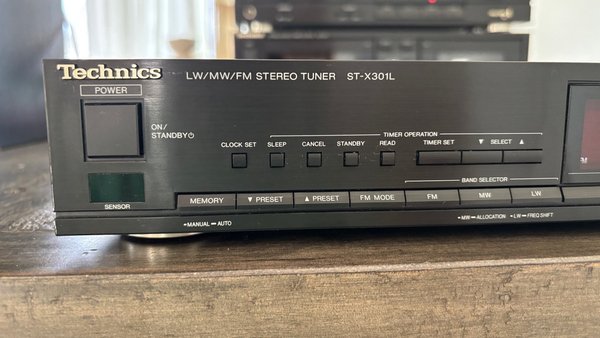 Technics
LW/MW/FM STEREO TUNER ST-X301L
POWER
ON/
STANDBY⏻
TIMER OPERATION
CLOCK SET SLEEP CANCEL STANDBY READ TIMER SET ▼ SELECT ▲
BAND SELECTOR
MEMORY ▼ PRESET ▲ PRESET FM MODE FM MW LW
SENSOR
•MANUAL—AUTO •MW—ALLOCATION •LW—FREQ SHIFT